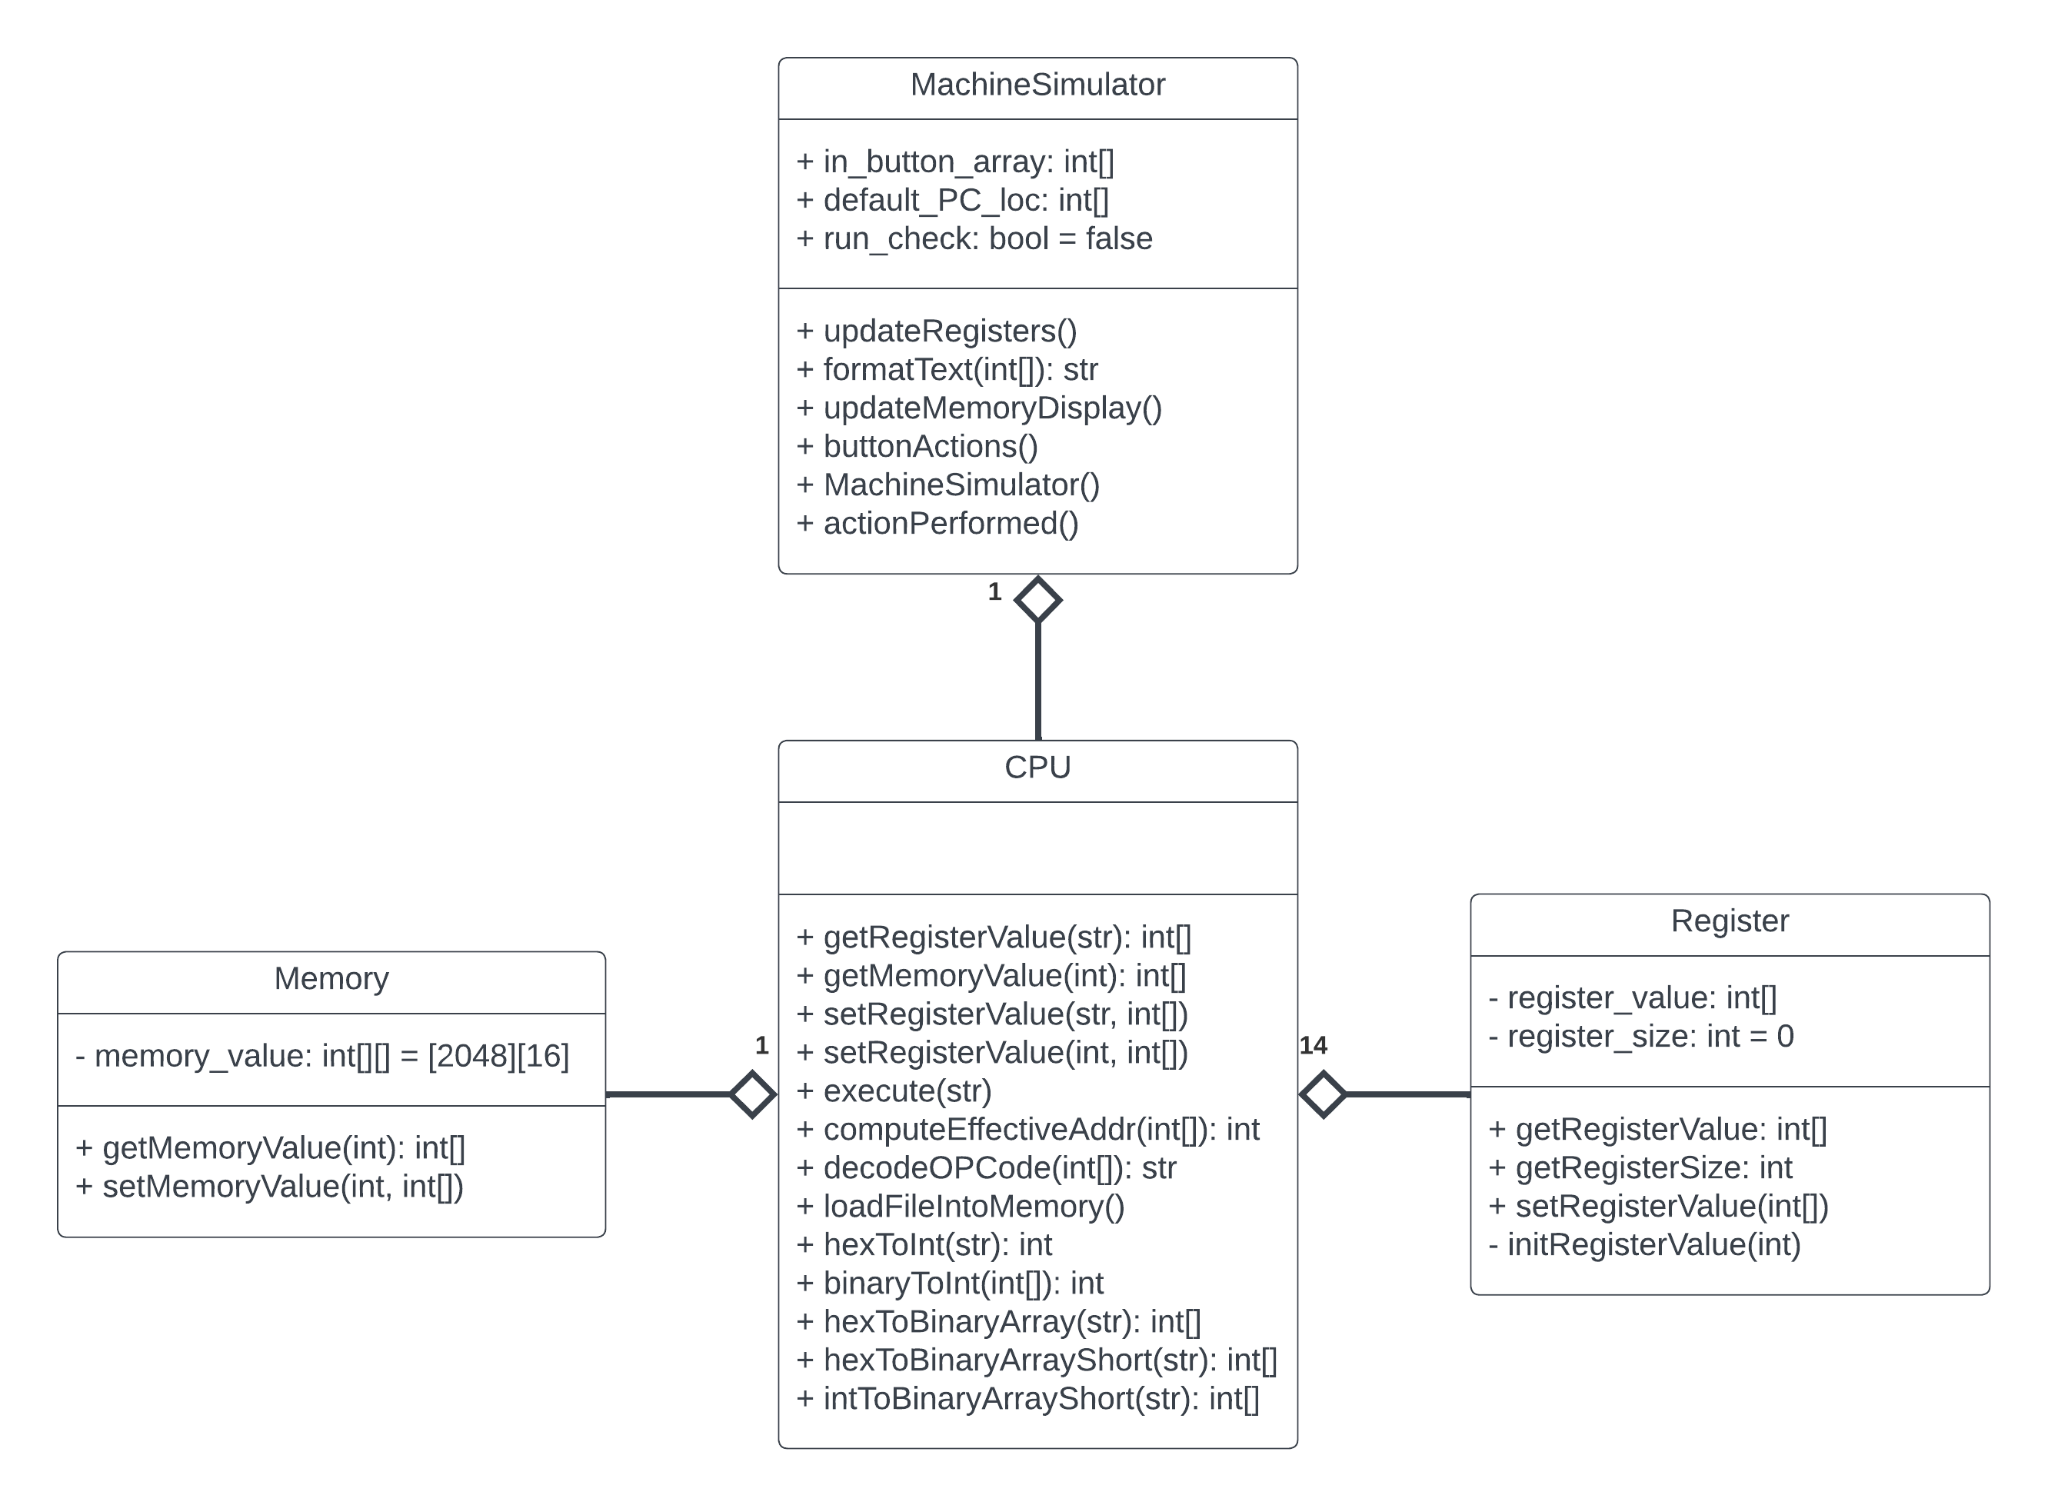 MachineSimulator
+ in_button_array: int[]
+ default_PC_loc: int[]
+ run_check: bool = false
+ updateRegisters()
+ formatText(int[]): str
+ updateMemoryDisplay()
+ buttonActions()
+ MachineSimulator()
+ actionPerformed()
1
CPU
+ getRegisterValue(str): int[]
+ getMemoryValue(int): int[]
+ setRegisterValue(str, int[])
+ setRegisterValue(int, int[])
+ execute(str)
+ computeEffectiveAddr(int[]): int
+ decodeOPCode(int[]): str
+ loadFileIntoMemory()
+ hexToInt(str): int
+ binaryToInt(int[]): int
+ hexToBinaryArray(str): int[]
+ hexToBinaryArrayShort(str): int[]
+ intToBinaryArrayShort(str): int[]
Memory
- memory_value: int[][] = [2048][16]
+ getMemoryValue(int): int[]
+ setMemoryValue(int, int[])
1
14
Register
- register_value: int[]
- register_size: int = 0
+ getRegisterValue: int[]
+ getRegisterSize: int
+ setRegisterValue(int[])
- initRegisterValue(int)